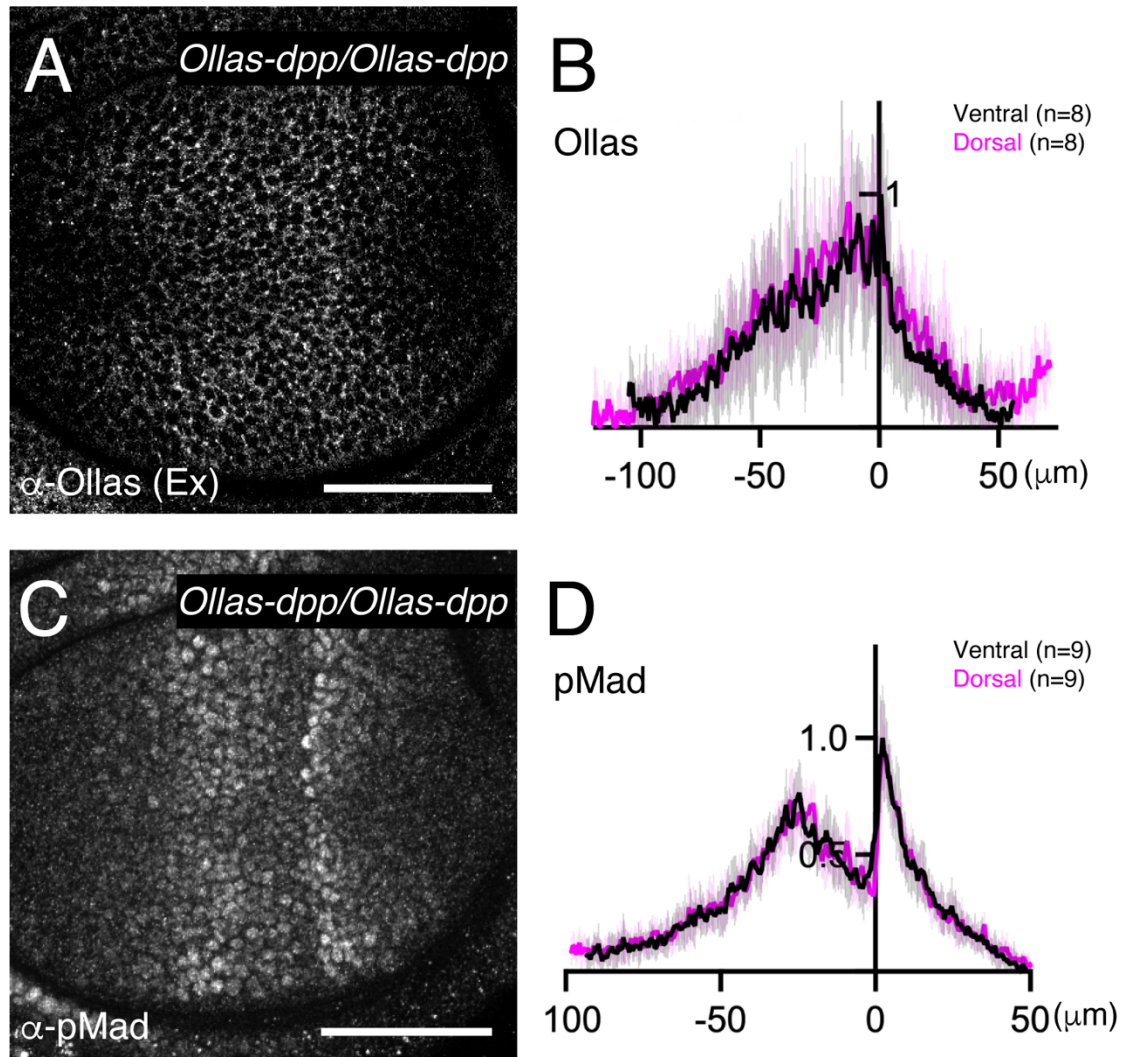 A
Ollas-dpp/Ollas-dpp
α-Ollas (Ex)
B
Ollas
Ventral (n=8)
Dorsal (n=8)
1
-100 -50 0 50 (μm)
C
Ollas-dpp/Ollas-dpp
α-pMad
D
pMad
Ventral (n=9)
Dorsal (n=9)
1.0
0.5
100 -50 0 50 (μm)